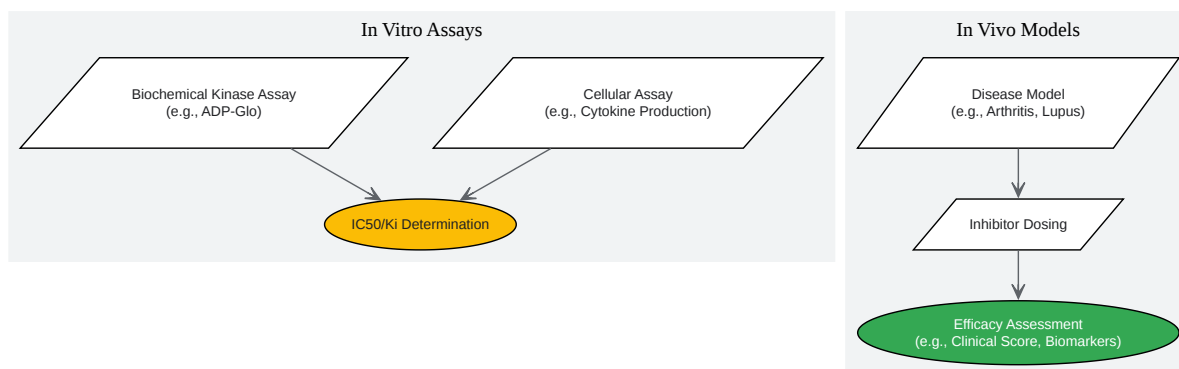 In Vitro Assays
Biochemical Kinase Assay
(e.g., ADP-Glo)
Cellular Assay
(e.g., Cytokine Production)
IC50/Ki Determination
In Vivo Models
Disease Model
(e.g., Arthritis, Lupus)
Inhibitor Dosing
Efficacy Assessment
(e.g., Clinical Score, Biomarkers)